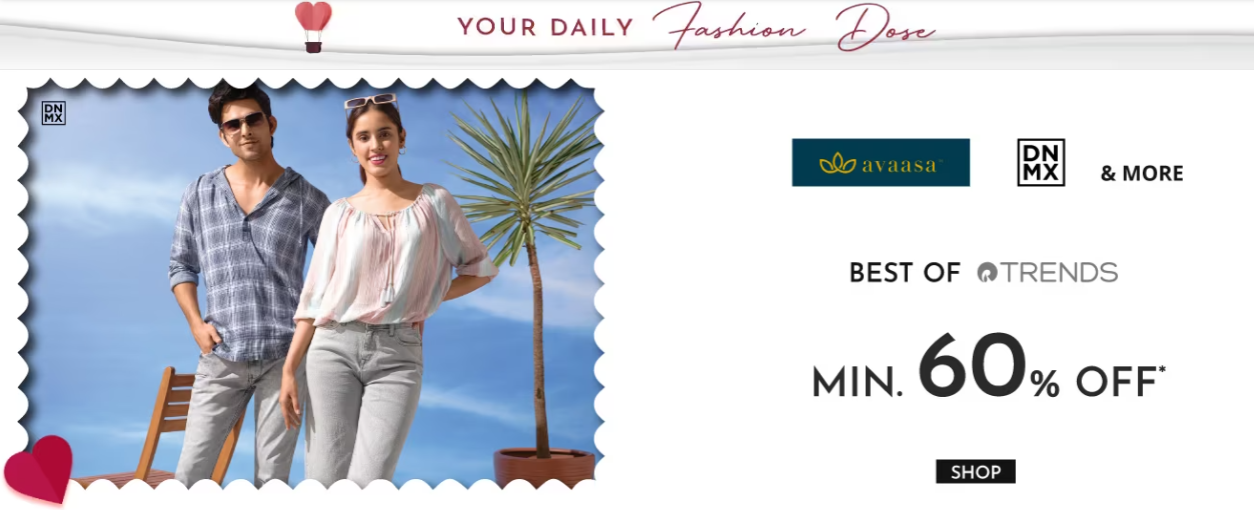 YOUR DAILY Fashion Dose
DN
MX
avaasa
DN
MX
& MORE
BEST OF TRENDS
MIN. 60% OFF*
SHOP